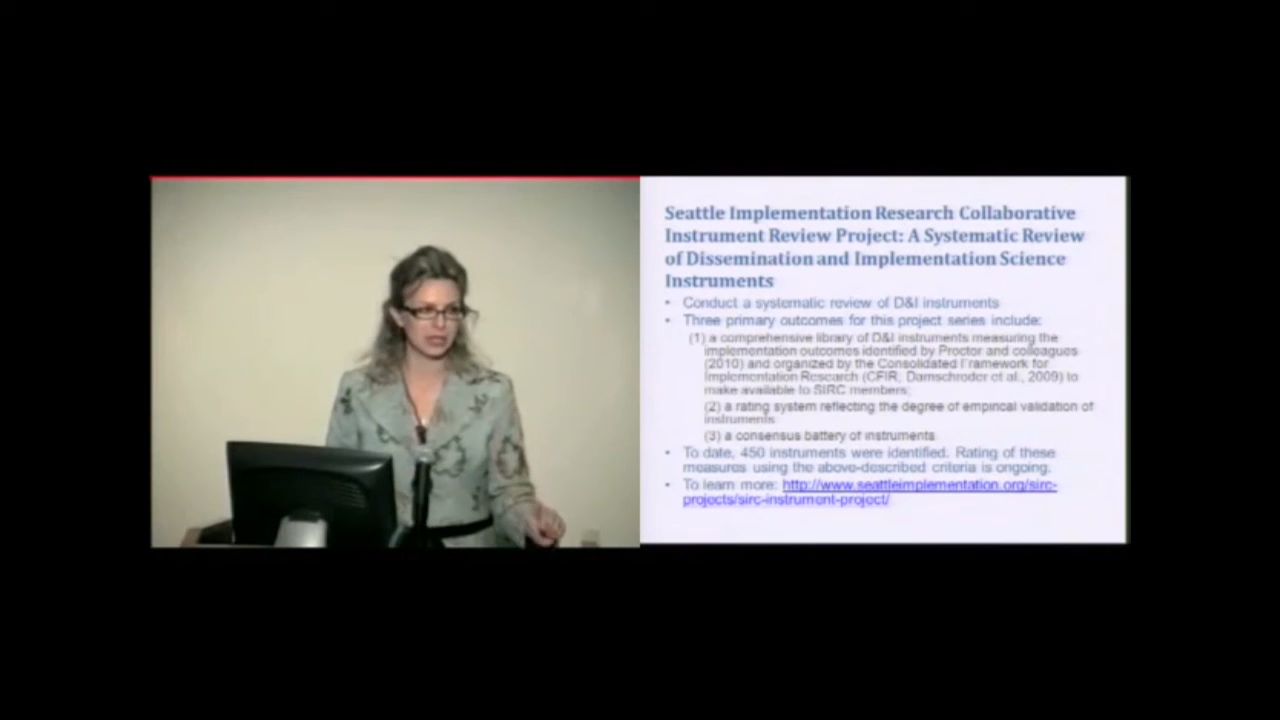 Seattle Implementation Research Collaborative
Instrument Review Project: A Systematic Review
of Dissemination and Implementation Science
Instruments
• Conduct a systematic review of D&I instruments
• Three primary outcomes for this project series include:
(1) a comprehensive library of D&I instruments measuring the
implementation outcomes identified by Proctor and colleagues
(2010) and organized by the Consolidated Framework for
Implementation Research (CFIR; Damschroder et al., 2009) to
make available to SIRC members;
(2) a rating system reflecting the degree of empirical validation of
instruments
(3) a consensus battery of instruments
• To date, 450 instruments were identified. Rating of these
measures using the above-described criteria is ongoing.
• To learn more: http://www.seattleimplementation.org/sirc-
projects/sirc-instrument-project/